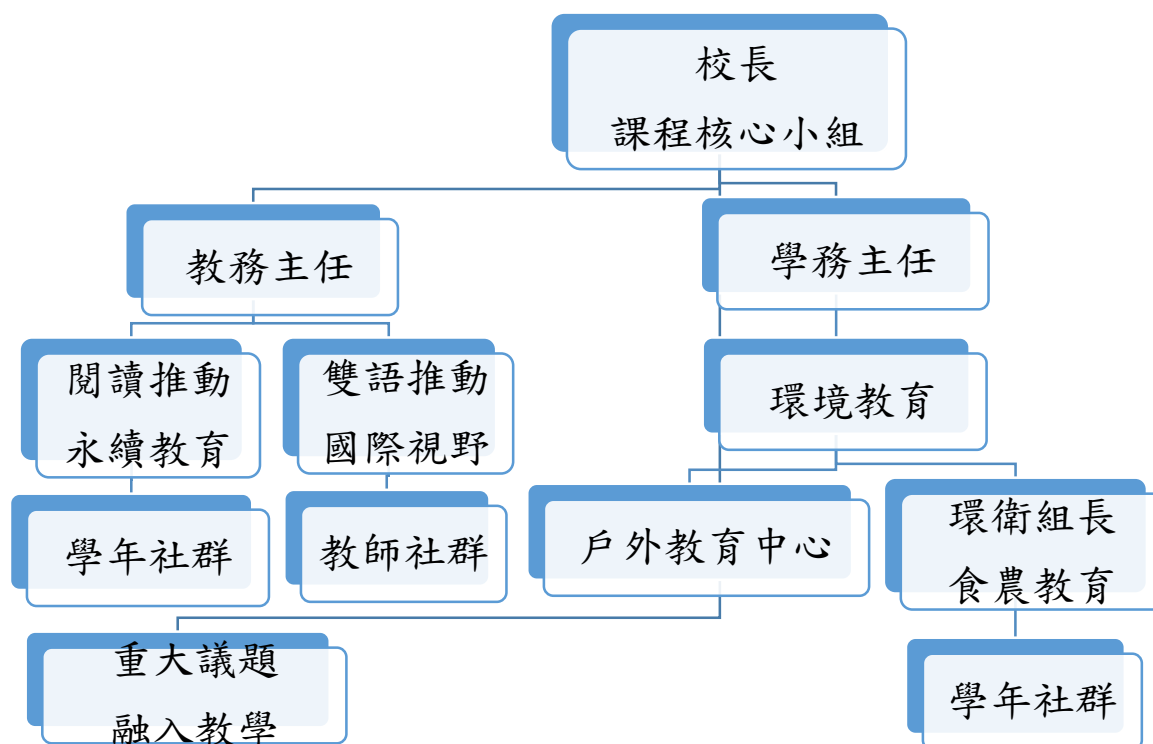 校長
課程核心小組
教務主任
學務主任
閱讀推動
永續教育
雙語推動
國際視野
環境教育
學年社群
教師社群
戶外教育中心
環衛組長
食農教育
重大議題
融入教學
學年社群